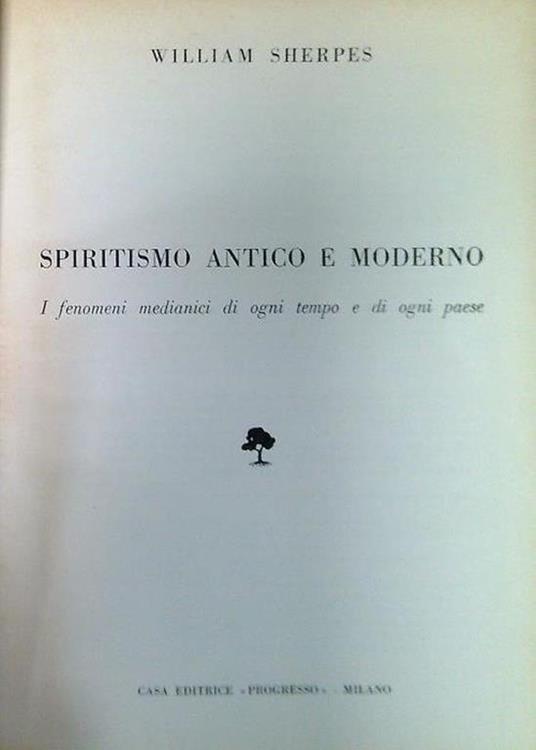 WILLIAM SHERPES
SPIRITISMO ANTICO E MODERNO
I fenomeni medianici di ogni tempo e di ogni paese
CASA EDITRICE «PROGRESSO» - MILANO